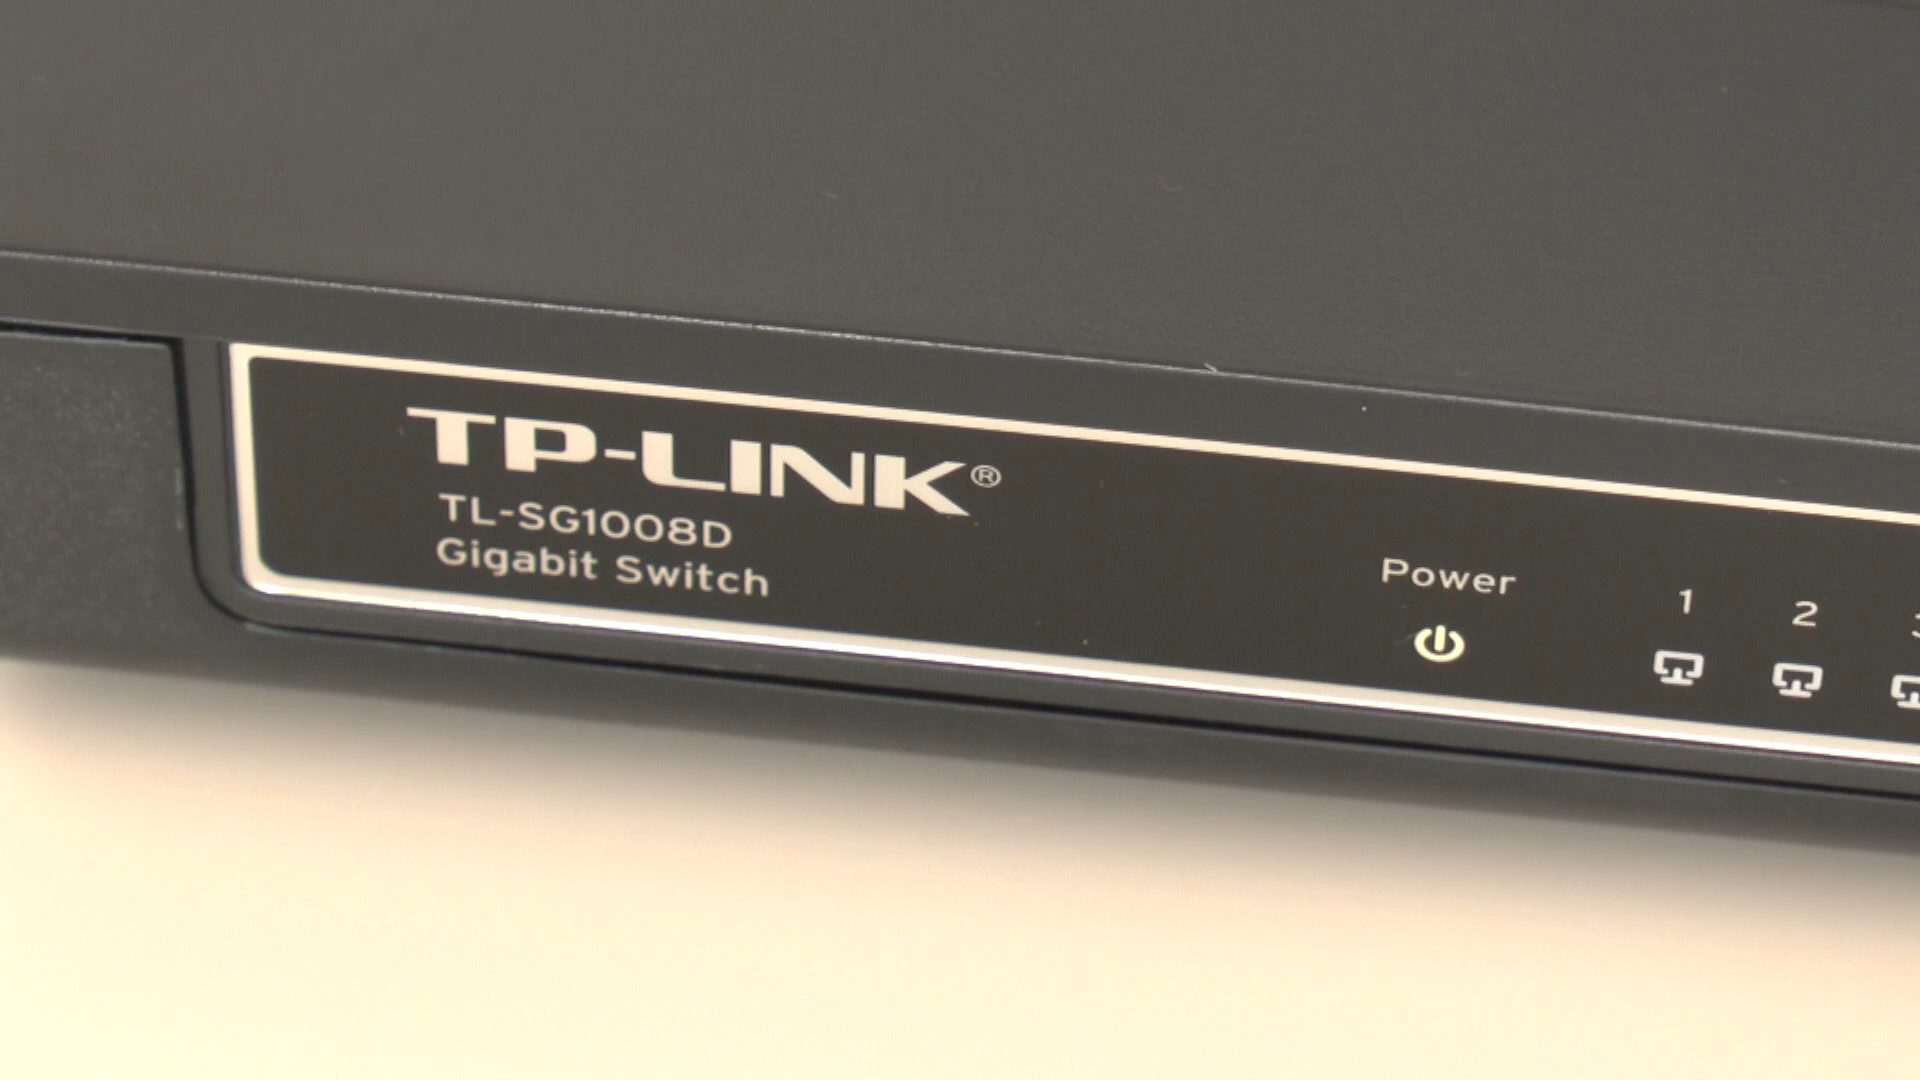 TP-LINK®
TL-SG1008D
Gigabit Switch
Power
1 2